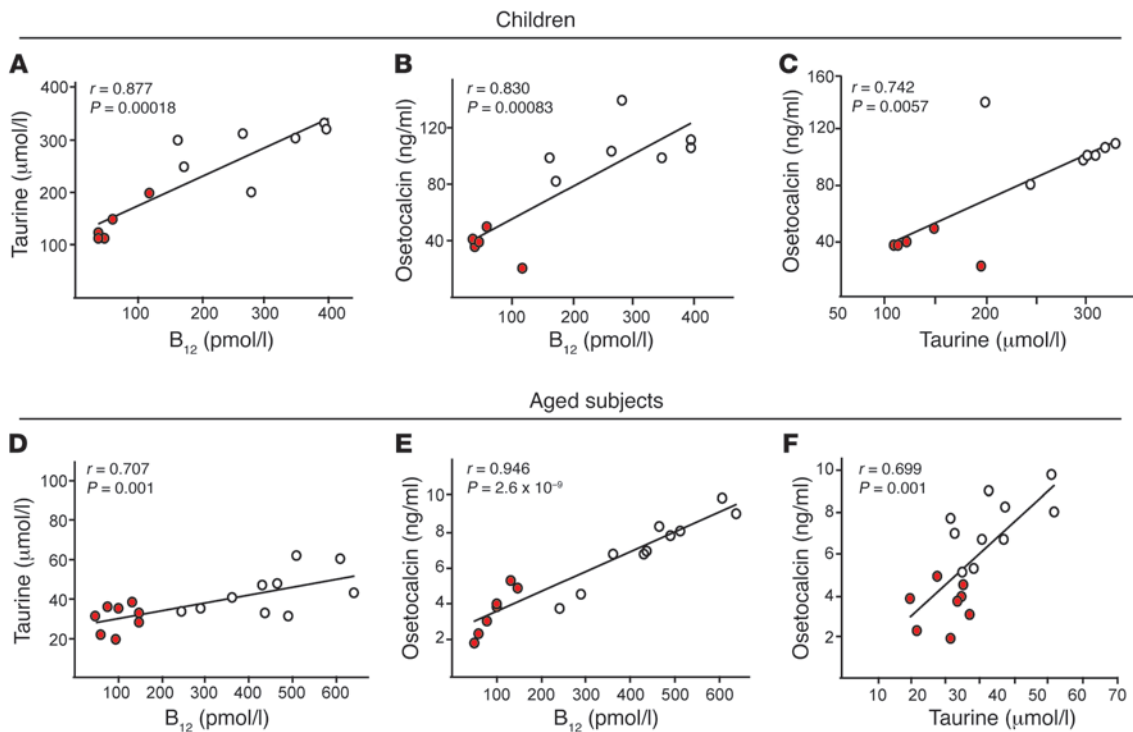 Children
A
r = 0.877
P = 0.00018
Taurine (μmol/l)
400
300
200
100
100 200 300 400
B₁₂ (pmol/l)
B
r = 0.830
P = 0.00083
Osetocalcin (ng/ml)
120
80
40
100 200 300 400
B₁₂ (pmol/l)
C
r = 0.742
P = 0.0057
Osetocalcin (ng/ml)
160
120
80
40
50 100 200 300
Taurine (μmol/l)
Aged subjects
D
r = 0.707
P = 0.001
Taurine (μmol/l)
100
80
60
40
20
100 200 300 400 500 600
B₁₂ (pmol/l)
E
r = 0.946
P = 2.6 x 10⁻⁹
Osetocalcin (ng/ml)
10
8
6
4
2
100 200 300 400 500 600
B₁₂ (pmol/l)
F
r = 0.699
P = 0.001
Osetocalcin (ng/ml)
10
8
6
4
2
10 20 30 40 50 60 70
Taurine (μmol/l)